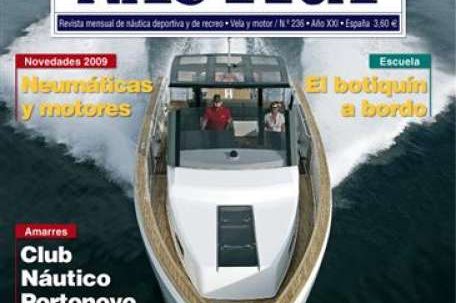 Revista mensual de náutica deportiva y de recreo • Vela y motor / N.º 236 • Año XXI • España 3,60 €
Novedades 2009
Neumáticas
y motores
Escuela
El botiquín
a bordo
Amarres
Club
Náutico
Portonovo